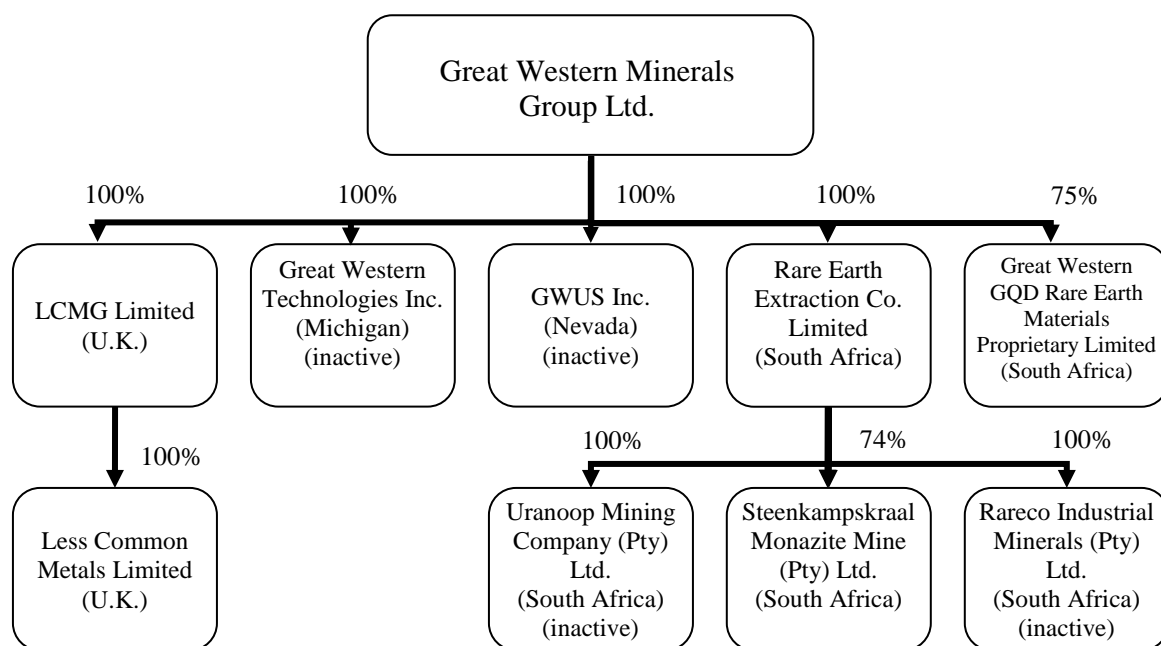 Great Western Minerals
Group Ltd.
100%
100%
100%
100%
75%
LCMG Limited
(U.K.)
Great Western
Technologies Inc.
(Michigan)
(inactive)
GWUS Inc.
(Nevada)
(inactive)
Rare Earth
Extraction Co.
Limited
(South Africa)
Great Western
GQD Rare Earth
Materials
Proprietary Limited
(South Africa)
100%
100%
74%
100%
Less Common
Metals Limited
(U.K.)
Uranoop Mining
Company (Pty)
Ltd.
(South Africa)
(inactive)
Steenkampskraal
Monazite Mine
(Pty) Ltd.
(South Africa)
Rareco Industrial
Minerals (Pty)
Ltd.
(South Africa)
(inactive)